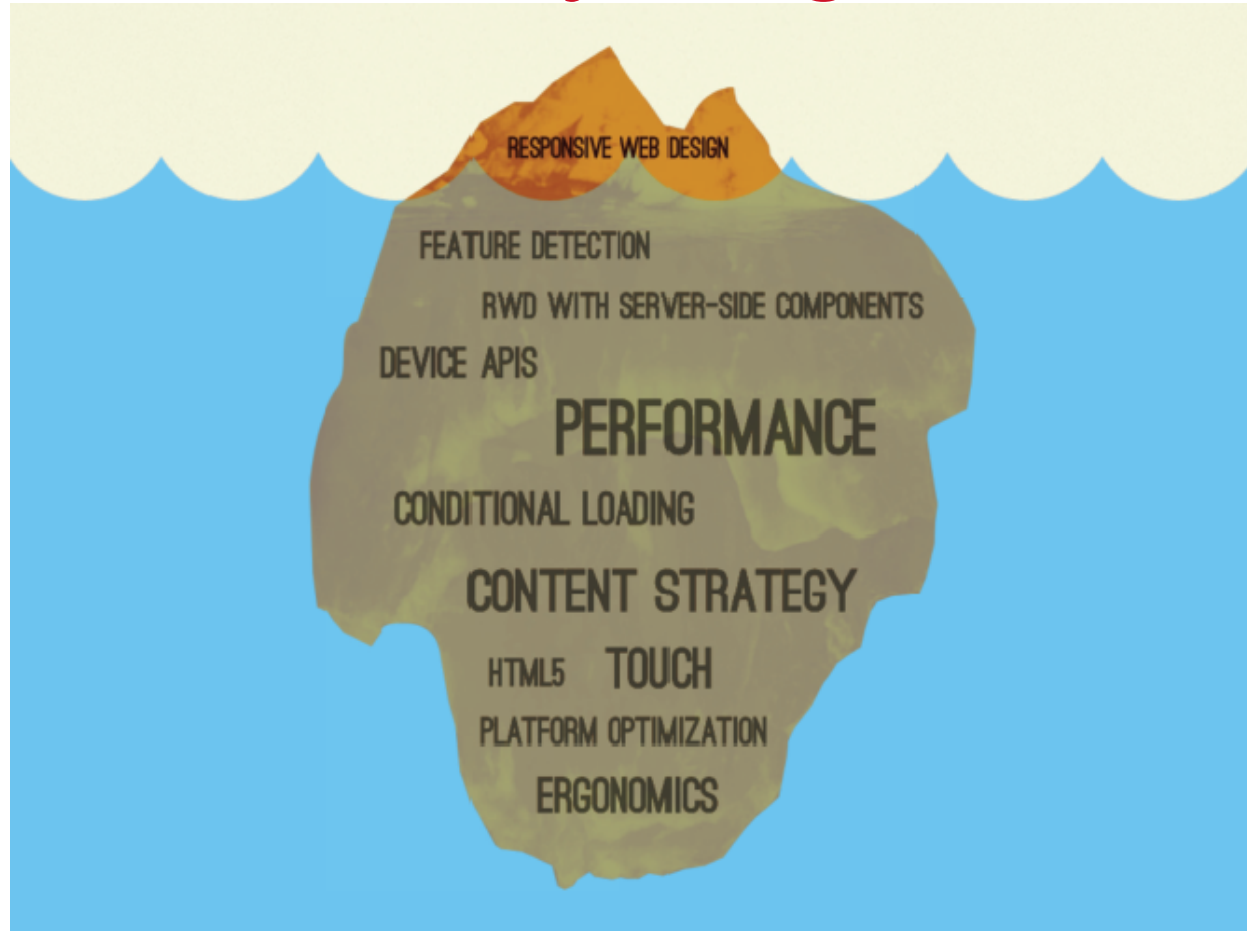 RESPONSIVE WEB DESIGN
FEATURE DETECTION
RWD WITH SERVER-SIDE COMPONENTS
DEVICE APIS
PERFORMANCE
CONDITIONAL LOADING
CONTENT STRATEGY
HTML5 TOUCH
PLATFORM OPTIMIZATION
ERGONOMICS